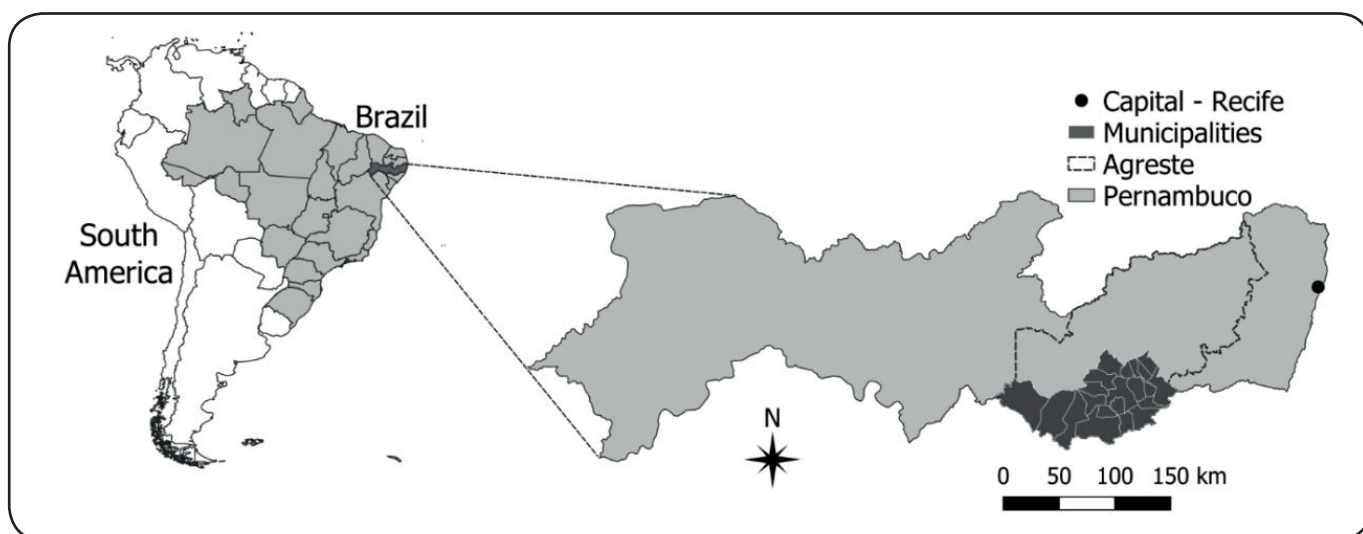 Brazil
South
America
Capital - Recife
Municipalities
Agreste
Pernambuco
N
0 50 100 150 km